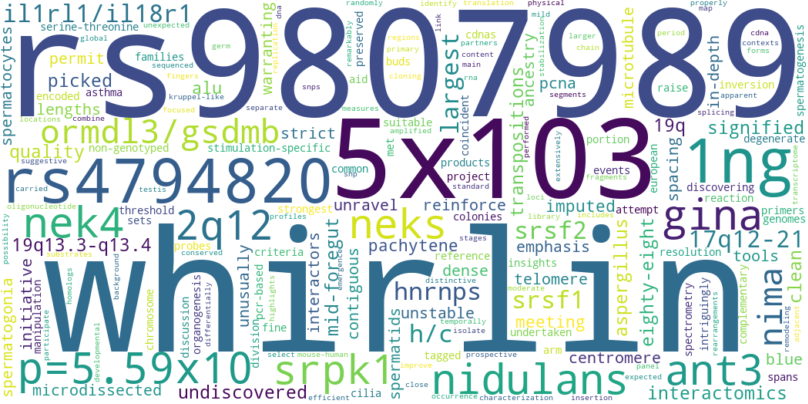 rs9807989
whirlin
5x103
rs4794820
1ng
ormdl3/gsdmb
il1rl1/il18r1
nek4
2q12
neks
gina
srsf2
srsf1
srpk1
nidulans
ant3
nima
p=5.59x10
hnrnps
h/c
17q12-21
19q13.3-q13.4
19q
largest
microtubule
transpositions
ancestry
in-depth
pcna
alu
strict
picked
permit
lengths
quality
warranting
spermatocytes
serine-threonine
families
encoded
asthma
kruppel-like
fingers
cloning
primary
regions
buds
cdnas
preserved
aid
measures
raise
coincident
suitable
met
products
project
standard
common
unravel
reinforce
colonies
pachytene
reference
dense
mid-foregut
contiguous
interactors
unusually
probes
criteria
pcr-based
highlights
division
fine
unstable
telomere
insights
emphasis
meeting
aspergillus
eighty-eight
centromere
undertaken
arm
tagged
complementary
intriguingly
spectrometry
rearrangements
remodeling
interactomics
blue
spans
clean
tools
resolution
primers
genomes
spacing
discovering
reaction
degenerate
signified
spermatogenesis
inversion
apparent
forms
splicing
contexts
cdna
map
properly
period
mild
physical
unexpected
global
dna
germ
link
identify
translation
randomly
content
main
rna
partners
larger
chain
stabilization
separate
snps
sequenced
remarkably
focused
amplified
library
includes
performed
extensively
events
portion
european
loci
fragments
transcriptome
possibility
locations
combine
non-genotyped
stimulation-specific
suggestive
carried
testis
oligonucleotide
threshold
sets
strongest
profiles
imputed
initiative
manipulation
substrates
background
conserved
homologs
participate
developmental
chromosome
differentially
discussion
organogenesis
spermatogonia
spermatids
microdissected
undiscovered
select
mouse-human
efficient
cilia
temporally
isolate
improve
close
distinctive
moderate
stages
occurrence
characterization
prospective
insertion
panel
expected
attempt
segments